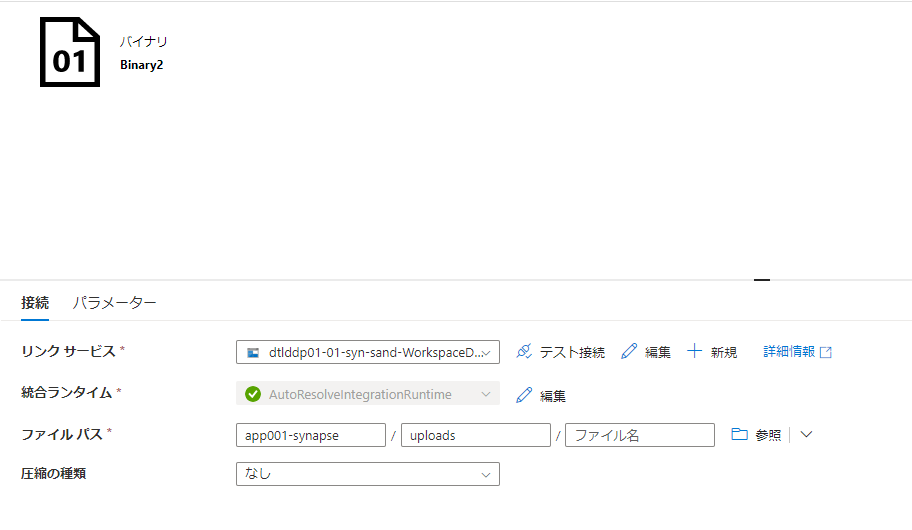 01
バイナリ
Binary2
接続 パラメーター
リンク サービス * dtlddp01-01-syn-sand-WorkspaceD... テスト接続 編集 新規 詳細情報
統合ランタイム * AutoResolveIntegrationRuntime 編集
ファイル パス * app001-synapse / uploads / ファイル名 参照
圧縮の種類 なし